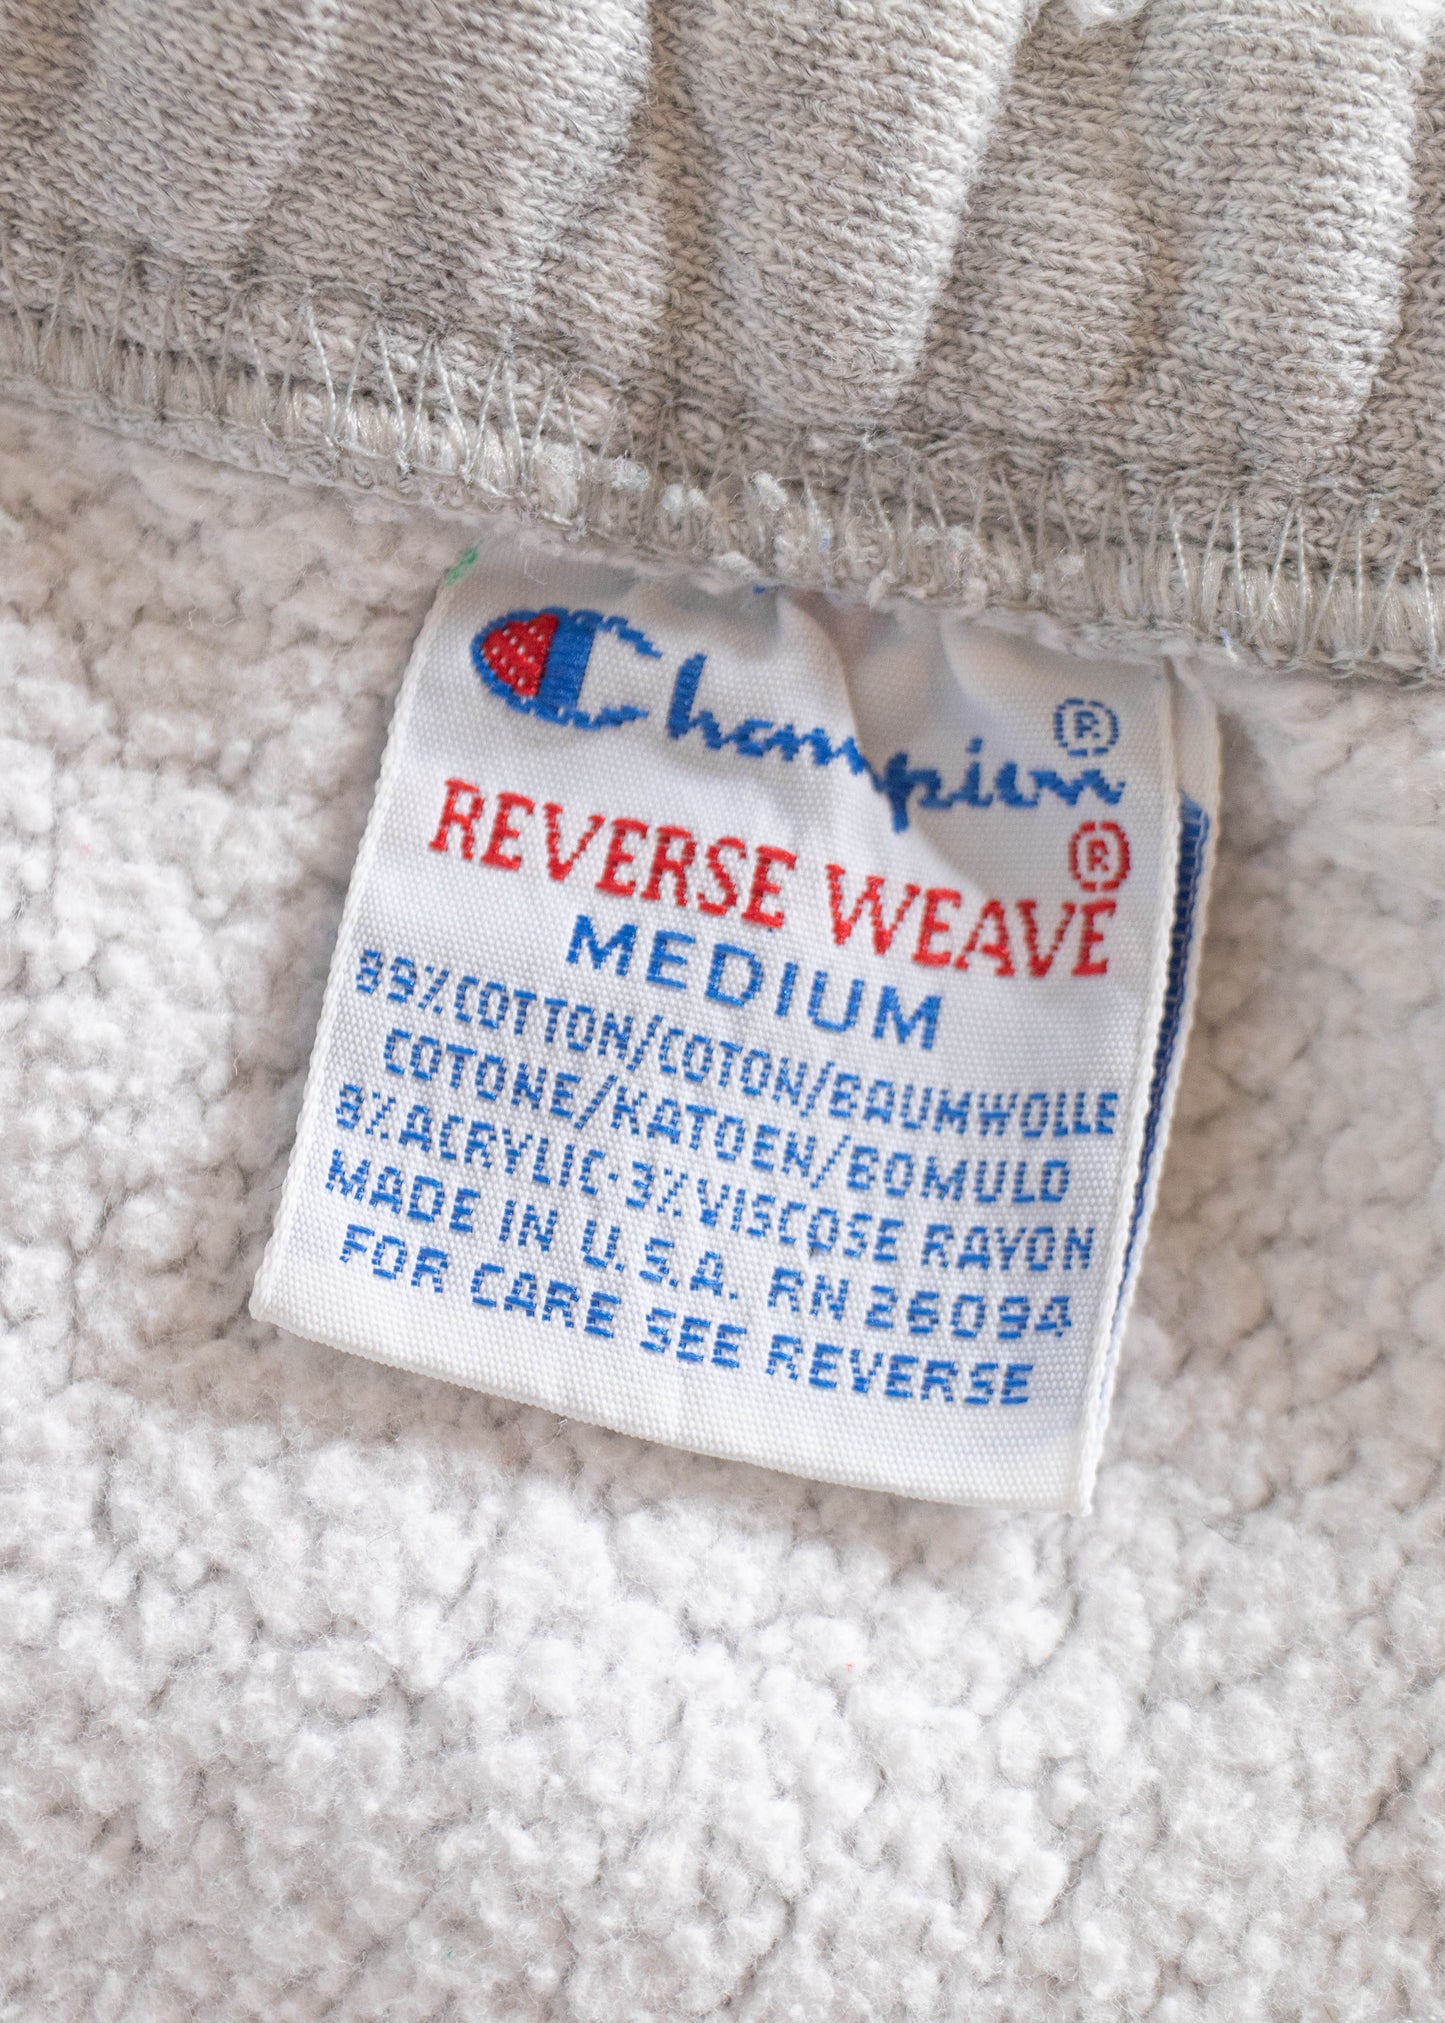 Champion®
REVERSE WEAVE®
MEDIUM
89% COTTON/COTON/BAUMWOLLE
COTONE/KATOEN/BOMULD
8% ACRYLIC·3% VISCOSE RAYON
MADE IN U.S.A. RN 26094
FOR CARE SEE REVERSE